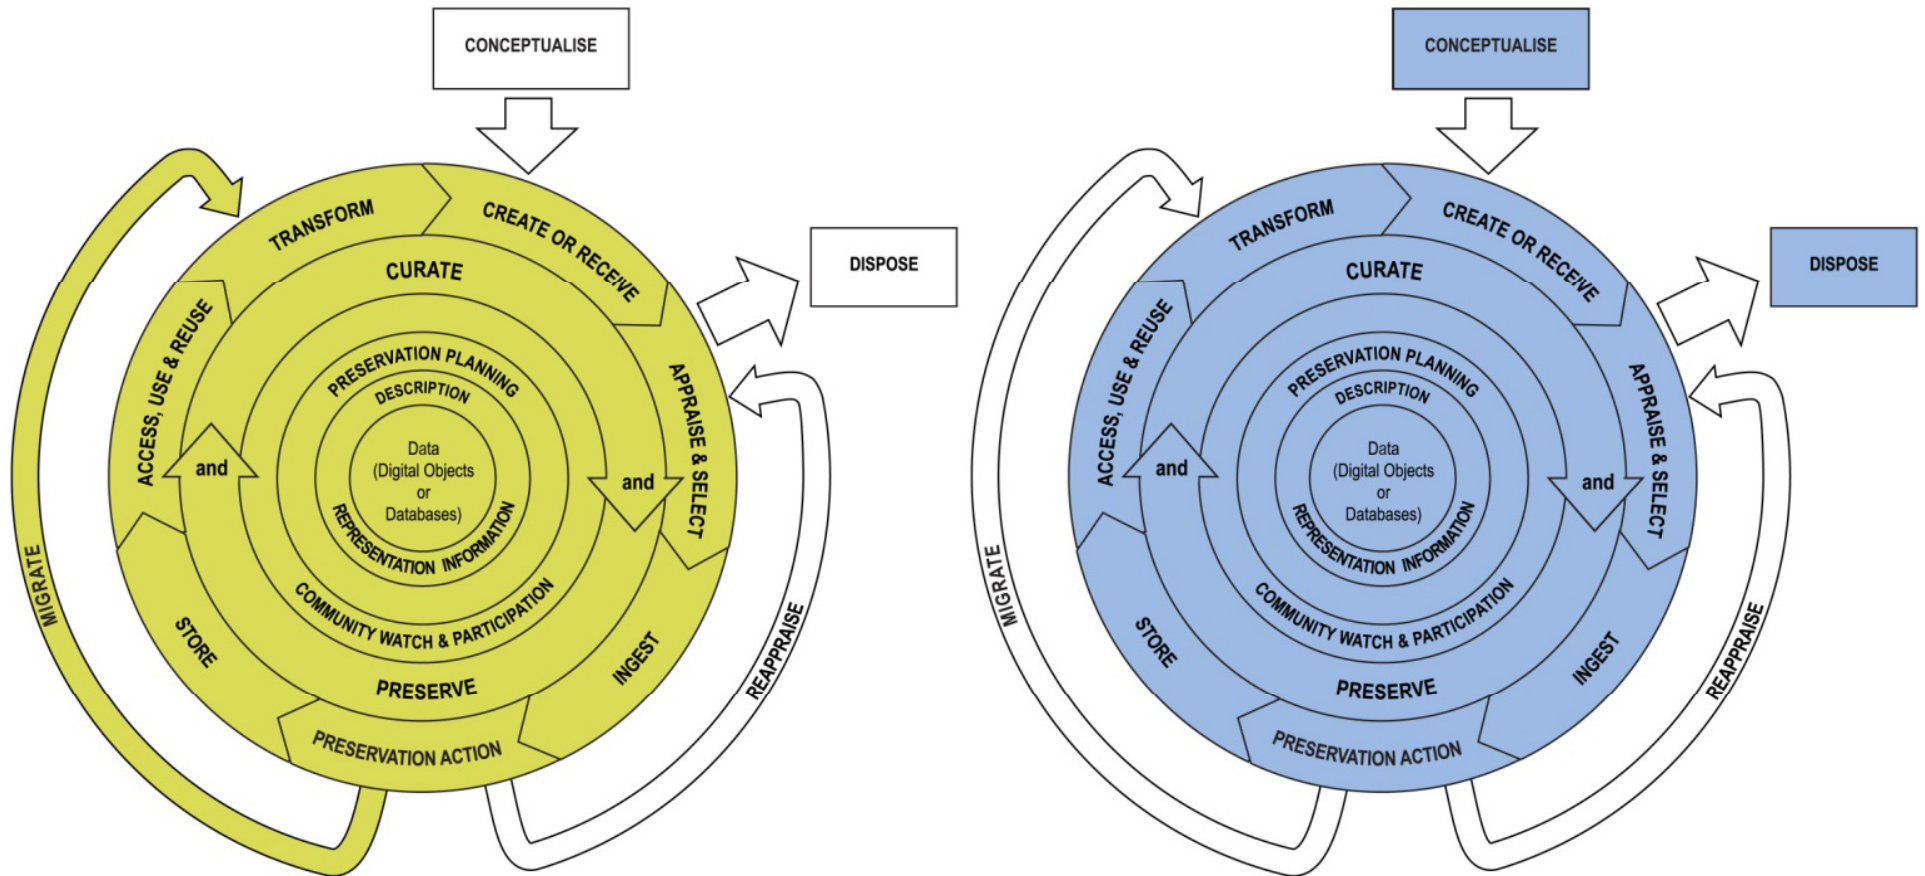 CONCEPTUALISE
TRANSFORM
CREATE OR RECEIVE
DISPOSE
CURATE
ACCESS, USE & REUSE
PRESERVATION PLANNING
APPRAISE & SELECT
DESCRIPTION
and
Data
(Digital Objects
or
Databases)
and
REPRESENTATION INFORMATION
MIGRATE
COMMUNITY WATCH & PARTICIPATION
STORE
INGEST
REAPPRAISE
PRESERVE
PRESERVATION ACTION
CONCEPTUALISE
TRANSFORM
CREATE OR RECEIVE
DISPOSE
CURATE
ACCESS, USE & REUSE
PRESERVATION PLANNING
APPRAISE & SELECT
DESCRIPTION
and
Data
(Digital Objects
or
Databases)
and
REPRESENTATION INFORMATION
MIGRATE
COMMUNITY WATCH & PARTICIPATION
STORE
INGEST
REAPPRAISE
PRESERVE
PRESERVATION ACTION